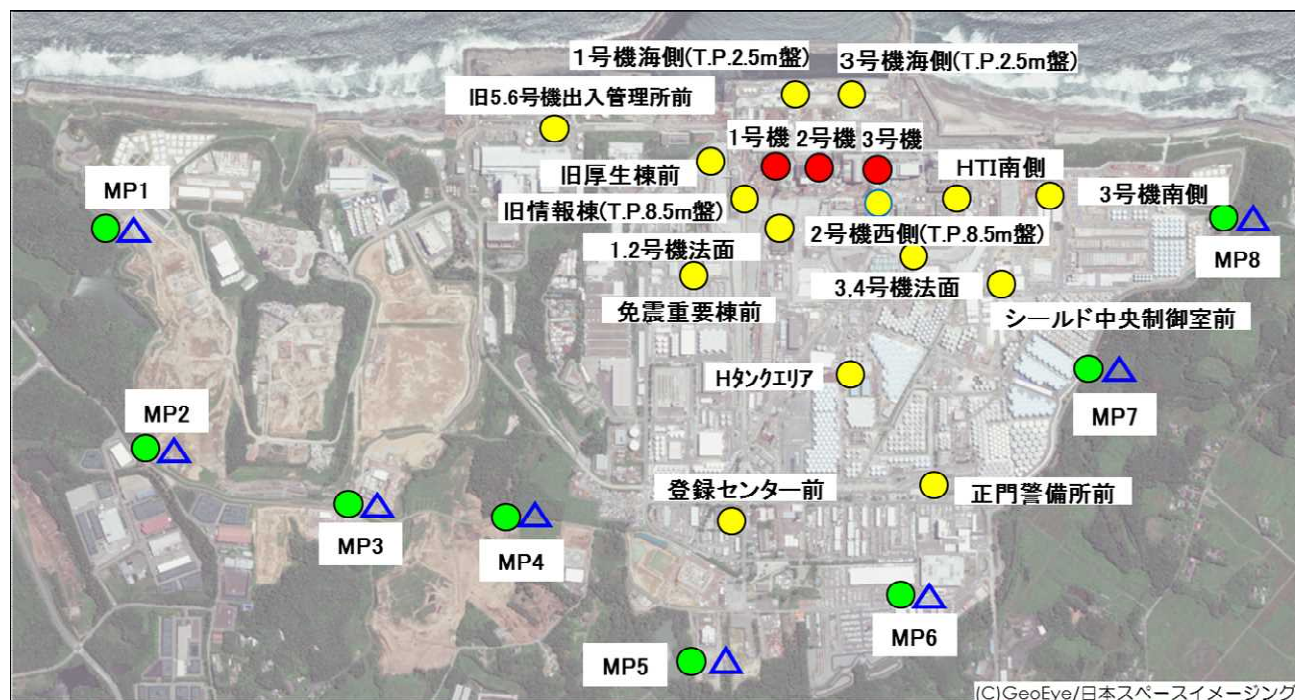 1号機海側(T.P.2.5m盤)
3号機海側(T.P.2.5m盤)
旧5.6号機出入管理所前
1号機
2号機
3号機
旧厚生棟前
HTI南側
MP1
3号機南側
旧情報棟(T.P.8.5m盤)
2号機西側(T.P.8.5m盤)
1.2号機法面
MP8
3.4号機法面
免震重要棟前
シールド中央制御室前
Hタンクエリア
MP2
MP7
登録センター前
正門警備所前
MP3
MP4
MP6
MP5
(C)GeoEye/日本スペースイメージング